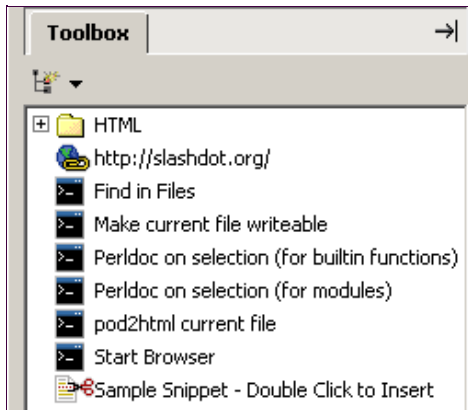 Toolbox
HTML
http://slashdot.org/
Find in Files
Make current file writeable
Perldoc on selection (for builtin functions)
Perldoc on selection (for modules)
pod2html current file
Start Browser
Sample Snippet - Double Click to Insert